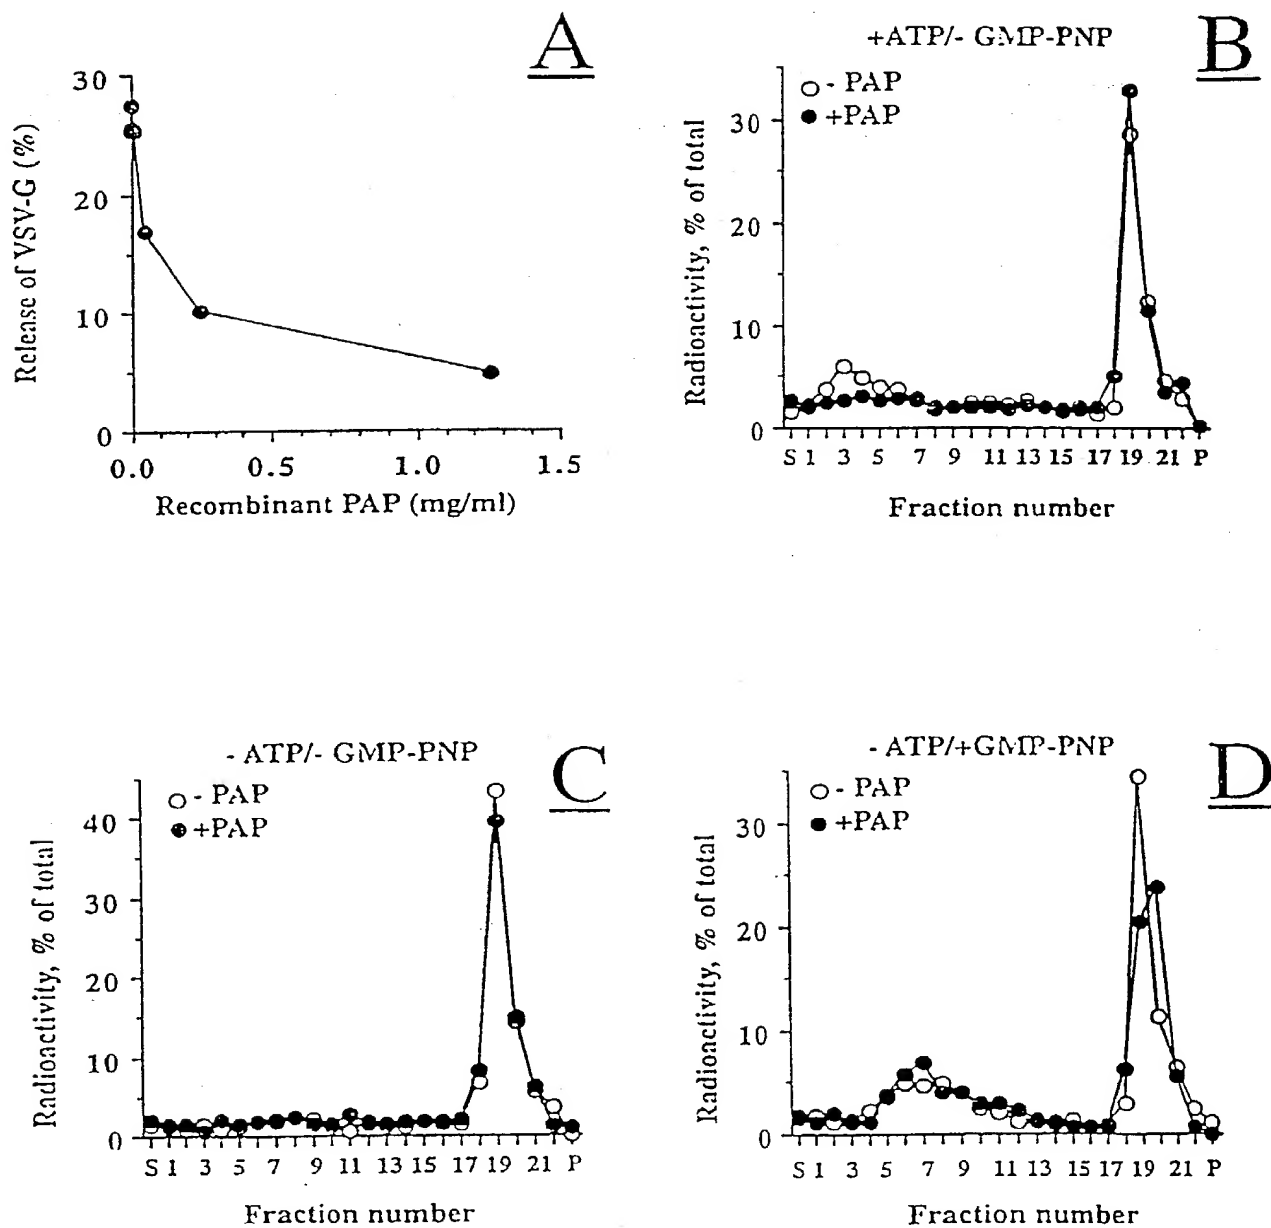 A
30
20
10
0
Release of VSV-G (%)
0.0 0.5 1.0 1.5
Recombinant PAP (mg/ml)
B
+ATP/- GMP-PNP
- PAP
+PAP
30
20
10
0
Radioactivity, % of total
S 1 3 5 7 9 11 13 15 17 19 21 P
Fraction number
C
- ATP/- GMP-PNP
- PAP
+PAP
40
30
20
10
0
Radioactivity, % of total
S 1 3 5 7 9 11 13 15 17 19 21 P
Fraction number
D
- ATP/+GMP-PNP
- PAP
+PAP
30
20
10
0
Radioactivity, % of total
S 1 3 5 7 9 11 13 15 17 19 21 P
Fraction number